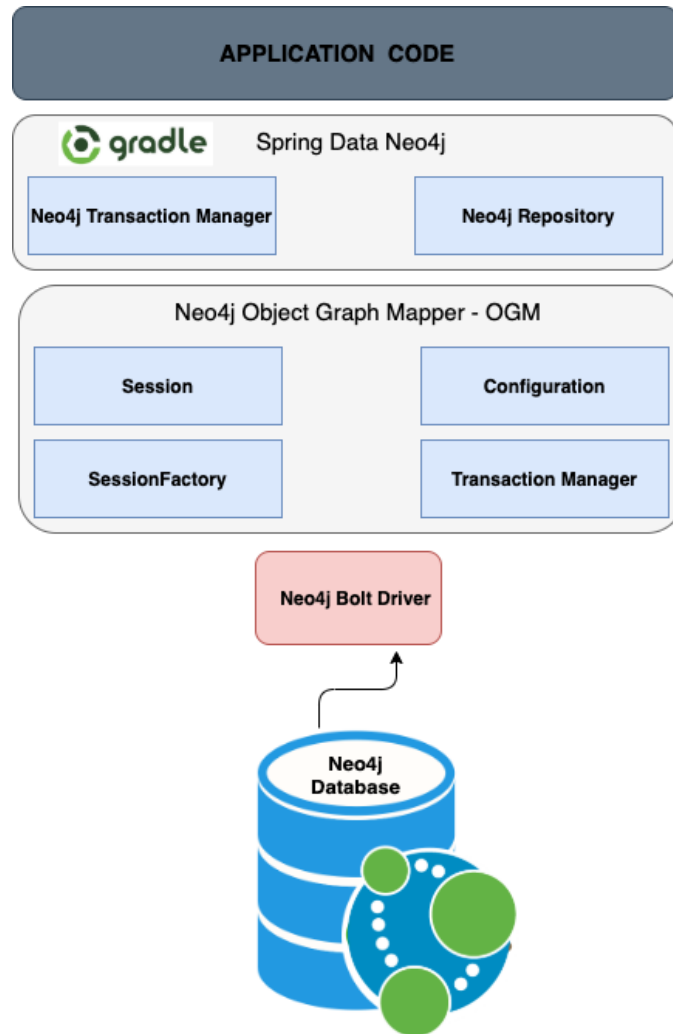 APPLICATION CODE
gradle
Spring Data Neo4j
Neo4j Transaction Manager
Neo4j Repository
Neo4j Object Graph Mapper - OGM
Session
Configuration
SessionFactory
Transaction Manager
Neo4j Bolt Driver
Neo4j
Database